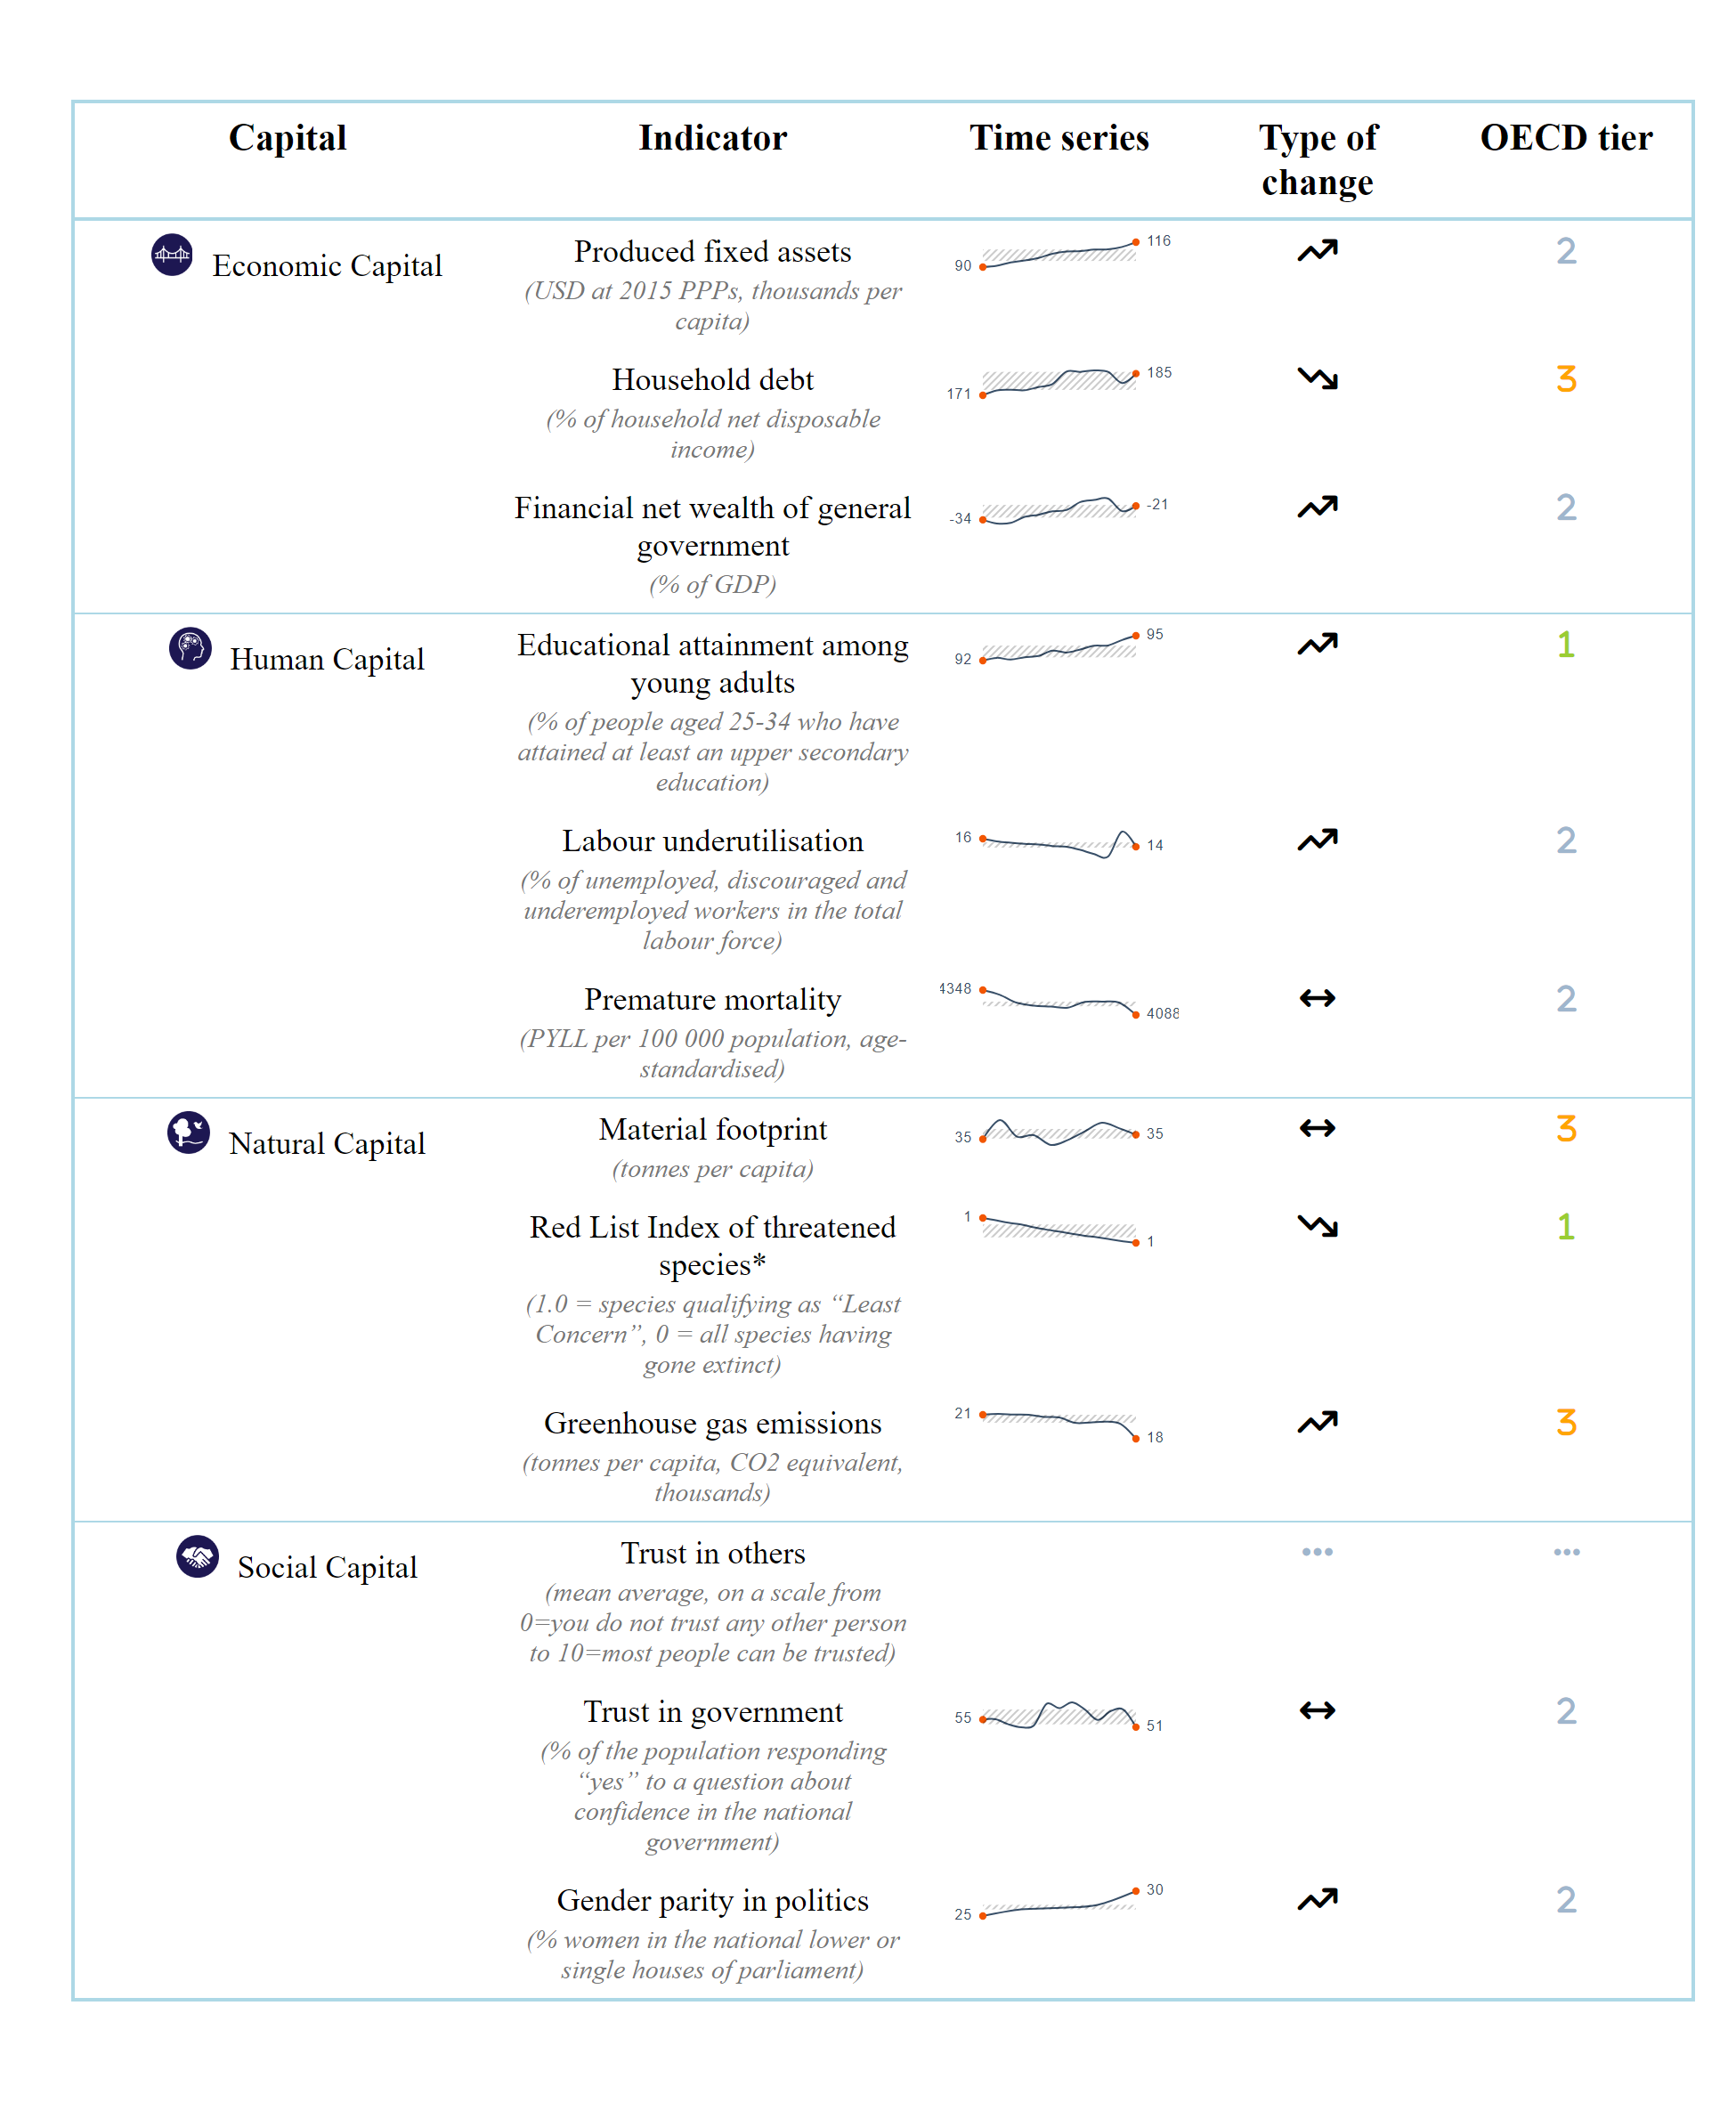 Capital Indicator Time series Type of change OECD tier
Economic Capital
Produced fixed assets
(USD at 2015 PPPs, thousands per
capita)
90 116 2
Household debt
(% of household net disposable
income)
171 185 3
Financial net wealth of general
government
(% of GDP)
-34 -21 2
Human Capital
Educational attainment among
young adults
(% of people aged 25-34 who have
attained at least an upper secondary
education)
92 95 1
Labour underutilisation
(% of unemployed, discouraged and
underemployed workers in the total
labour force)
16 14 2
Premature mortality
(PYLL per 100 000 population, age-
standardised)
4348 4088 2
Natural Capital
Material footprint
(tonnes per capita)
35 35 3
Red List Index of threatened
species*
(1.0 = species qualifying as “Least
Concern”, 0 = all species having
gone extinct)
1 1 1
Greenhouse gas emissions
(tonnes per capita, CO2 equivalent,
thousands)
21 18 3
Social Capital
Trust in others
(mean average, on a scale from
0=you do not trust any other person
to 10=most people can be trusted)
... ...
Trust in government
(% of the population responding
“yes” to a question about
confidence in the national
government)
55 51 2
Gender parity in politics
(% women in the national lower or
single houses of parliament)
25 30 2